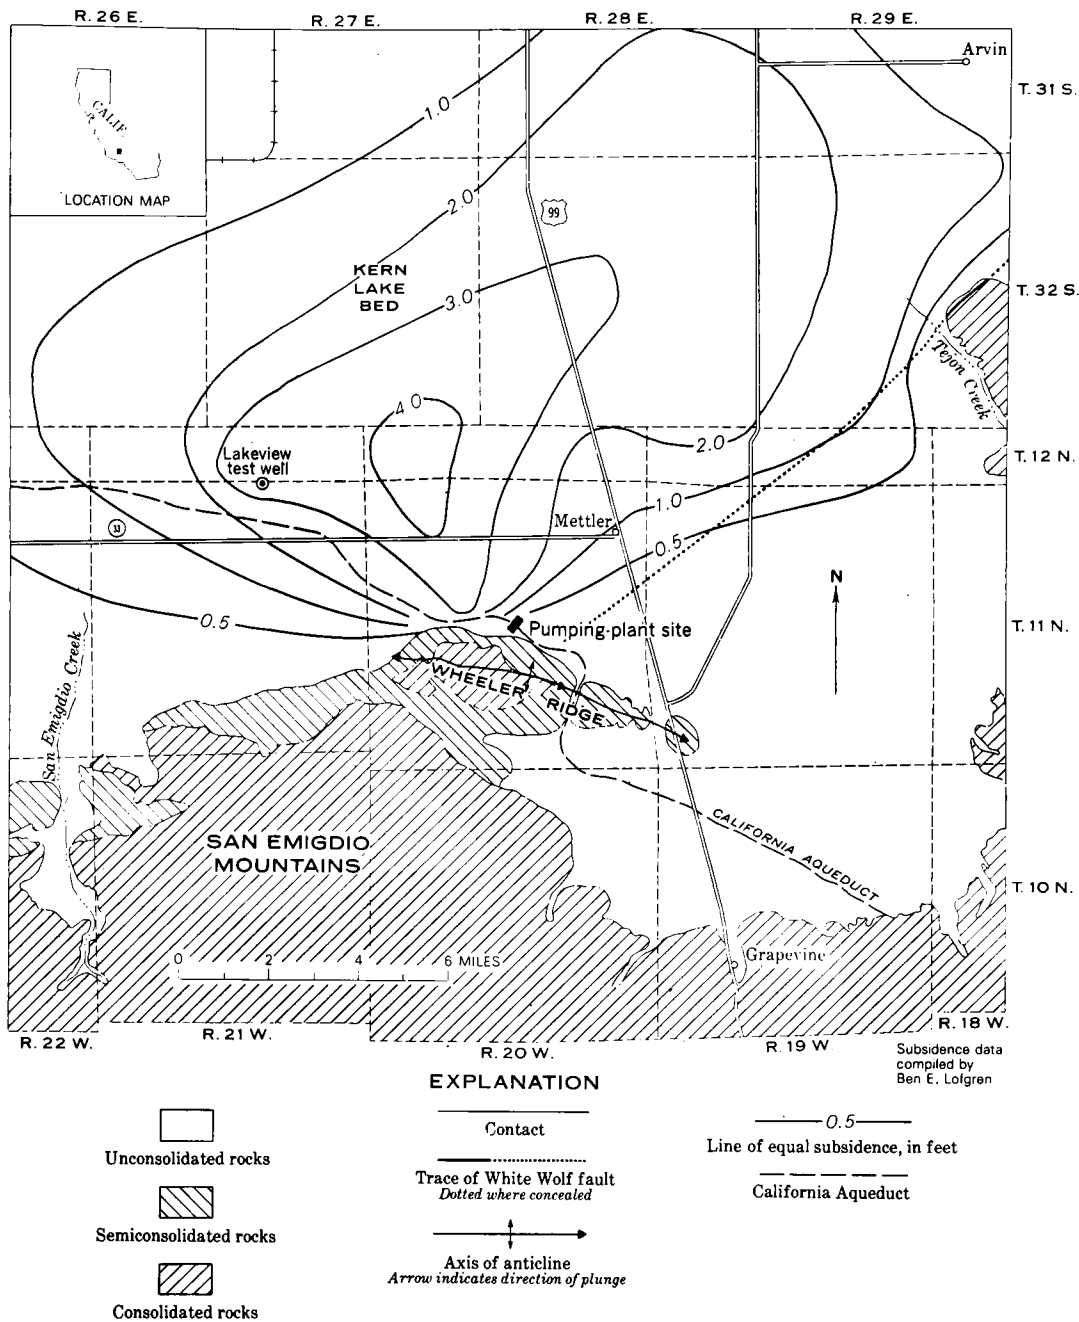 R. 26 E.
R. 27 E.
R. 28 E.
R. 29 E.
Arvin
T. 31 S.
CALIF
LOCATION MAP
1.0
2.0
99
KERN
LAKE
BED
3.0
T. 32 S.
Tejon Creek
4.0
2.0
Lakeview
test well
T. 12 N.
33
Mettler
1.0
0.5
N
0.5
Pumping-plant site
T. 11 N.
San Emigdio Creek
WHEELER
RIDGE
CALIFORNIA AQUEDUCT
SAN EMIGDIO
MOUNTAINS
T. 10 N.
0 2 4 6 MILES
Grapevine
R. 22 W.
R. 21 W.
R. 20 W.
R. 19 W.
R. 18 W.
Subsidence data
compiled by
Ben E. Lofgren
EXPLANATION
Unconsolidated rocks
Semiconsolidated rocks
Consolidated rocks
Contact
Trace of White Wolf fault
Dotted where concealed
Axis of anticline
Arrow indicates direction of plunge
0.5
Line of equal subsidence, in feet
California Aqueduct